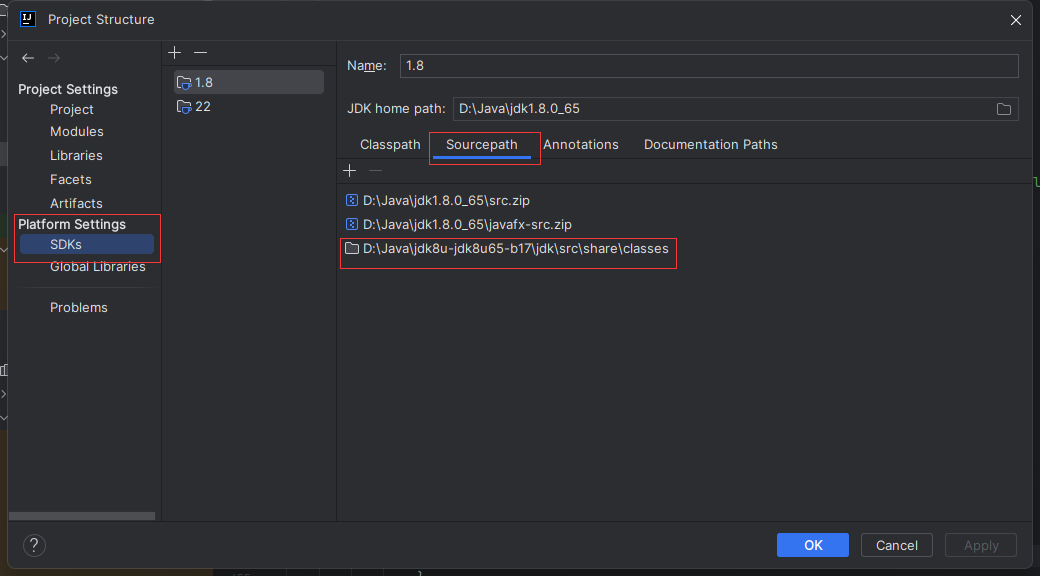 Project Structure
Project Settings
Project
Modules
Libraries
Facets
Artifacts
Platform Settings
SDKs
Global Libraries
Problems
1.8
22
Name: 1.8
JDK home path: D:\Java\jdk1.8.0_65
Classpath Sourcepath Annotations Documentation Paths
D:\Java\jdk1.8.0_65\src.zip
D:\Java\jdk1.8.0_65\javafx-src.zip
D:\Java\jdk8u-jdk8u65-b17\jdk\src\share\classes
? OK Cancel Apply